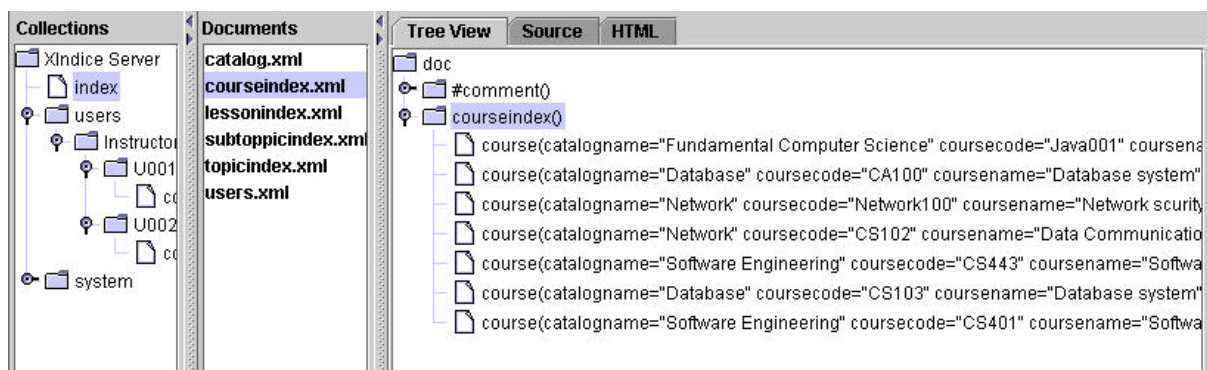 Collections
XIndice Server
index
users
Instructor
U001
U002
system
Documents
catalog.xml
courseindex.xml
lessonindex.xml
subtoppicindex.xml
topicindex.xml
users.xml
Tree View Source HTML
doc
#comment()
courseindex()
course(catalogname="Fundamental Computer Science" coursecode="Java001" coursena
course(catalogname="Database" coursecode="CA100" coursename="Database system"
course(catalogname="Network" coursecode="Network100" coursename="Network scurity
course(catalogname="Network" coursecode="CS102" coursename="Data Communicatio
course(catalogname="Software Engineering" coursecode="CS443" coursename="Softwa
course(catalogname="Database" coursecode="CS103" coursename="Database system"
course(catalogname="Software Engineering" coursecode="CS401" coursename="Softwa